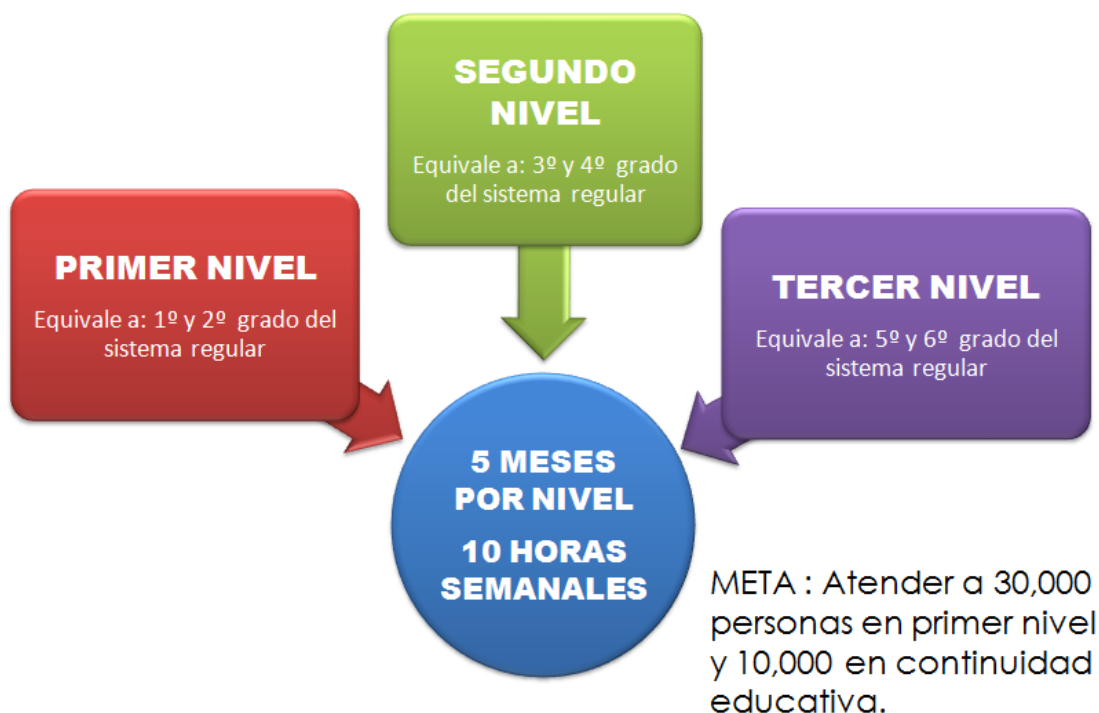 SEGUNDO
NIVEL
Equivale a: 3º y 4º grado
del sistema regular
PRIMER NIVEL
Equivale a: 1º y 2º grado del
sistema regular
TERCER NIVEL
Equivale a: 5º y 6º grado del
sistema regular
5 MESES
POR NIVEL
10 HORAS
SEMANALES
META : Atender a 30,000
personas en primer nivel
y 10,000 en continuidad
educativa.